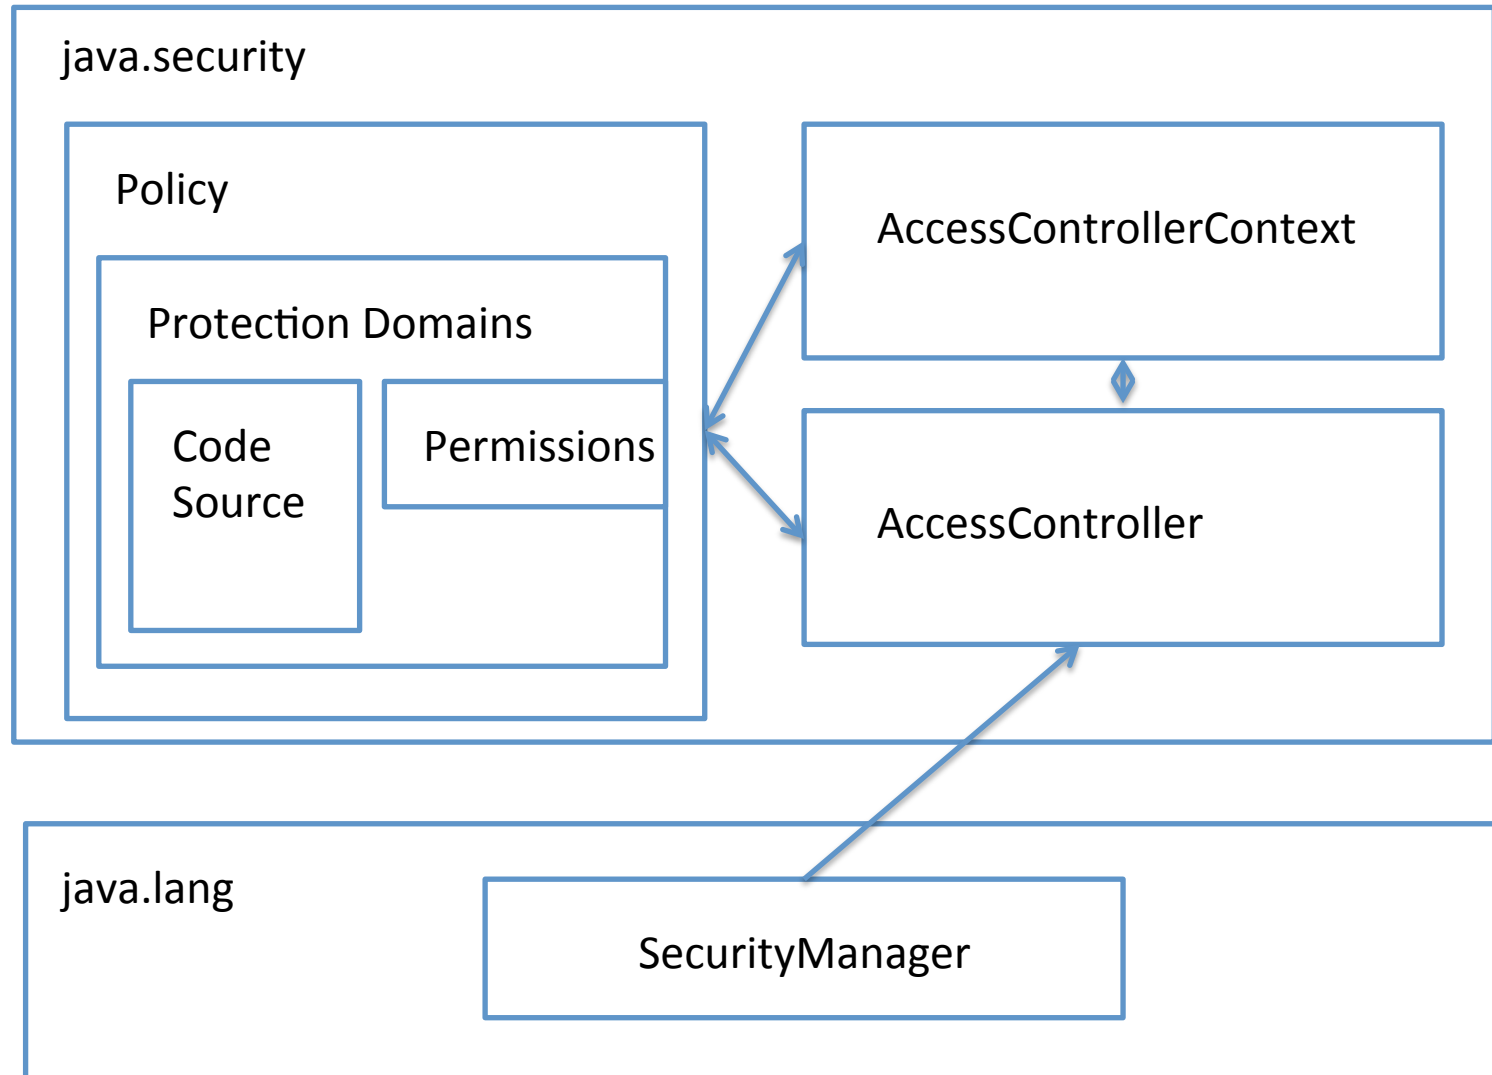 java.security
Policy
AccessControllerContext
Protection Domains
Code
Source
Permissions
AccessController
java.lang
SecurityManager